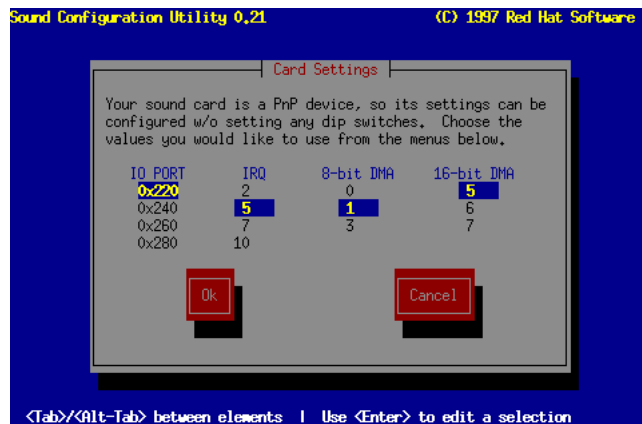 Sound Configuration Utility 0.21 (C) 1997 Red Hat Software
Card Settings
Your sound card is a PnP device, so its settings can be
configured w/o setting any dip switches. Choose the
values you would like to use from the menus below.
IO PORT IRQ 8-bit DMA 16-bit DMA
0x220 2 0 5
0x240 5 1 6
0x260 7 3 7
0x280 10
Ok Cancel
<Tab>/<Alt-Tab> between elements | Use <Enter> to edit a selection